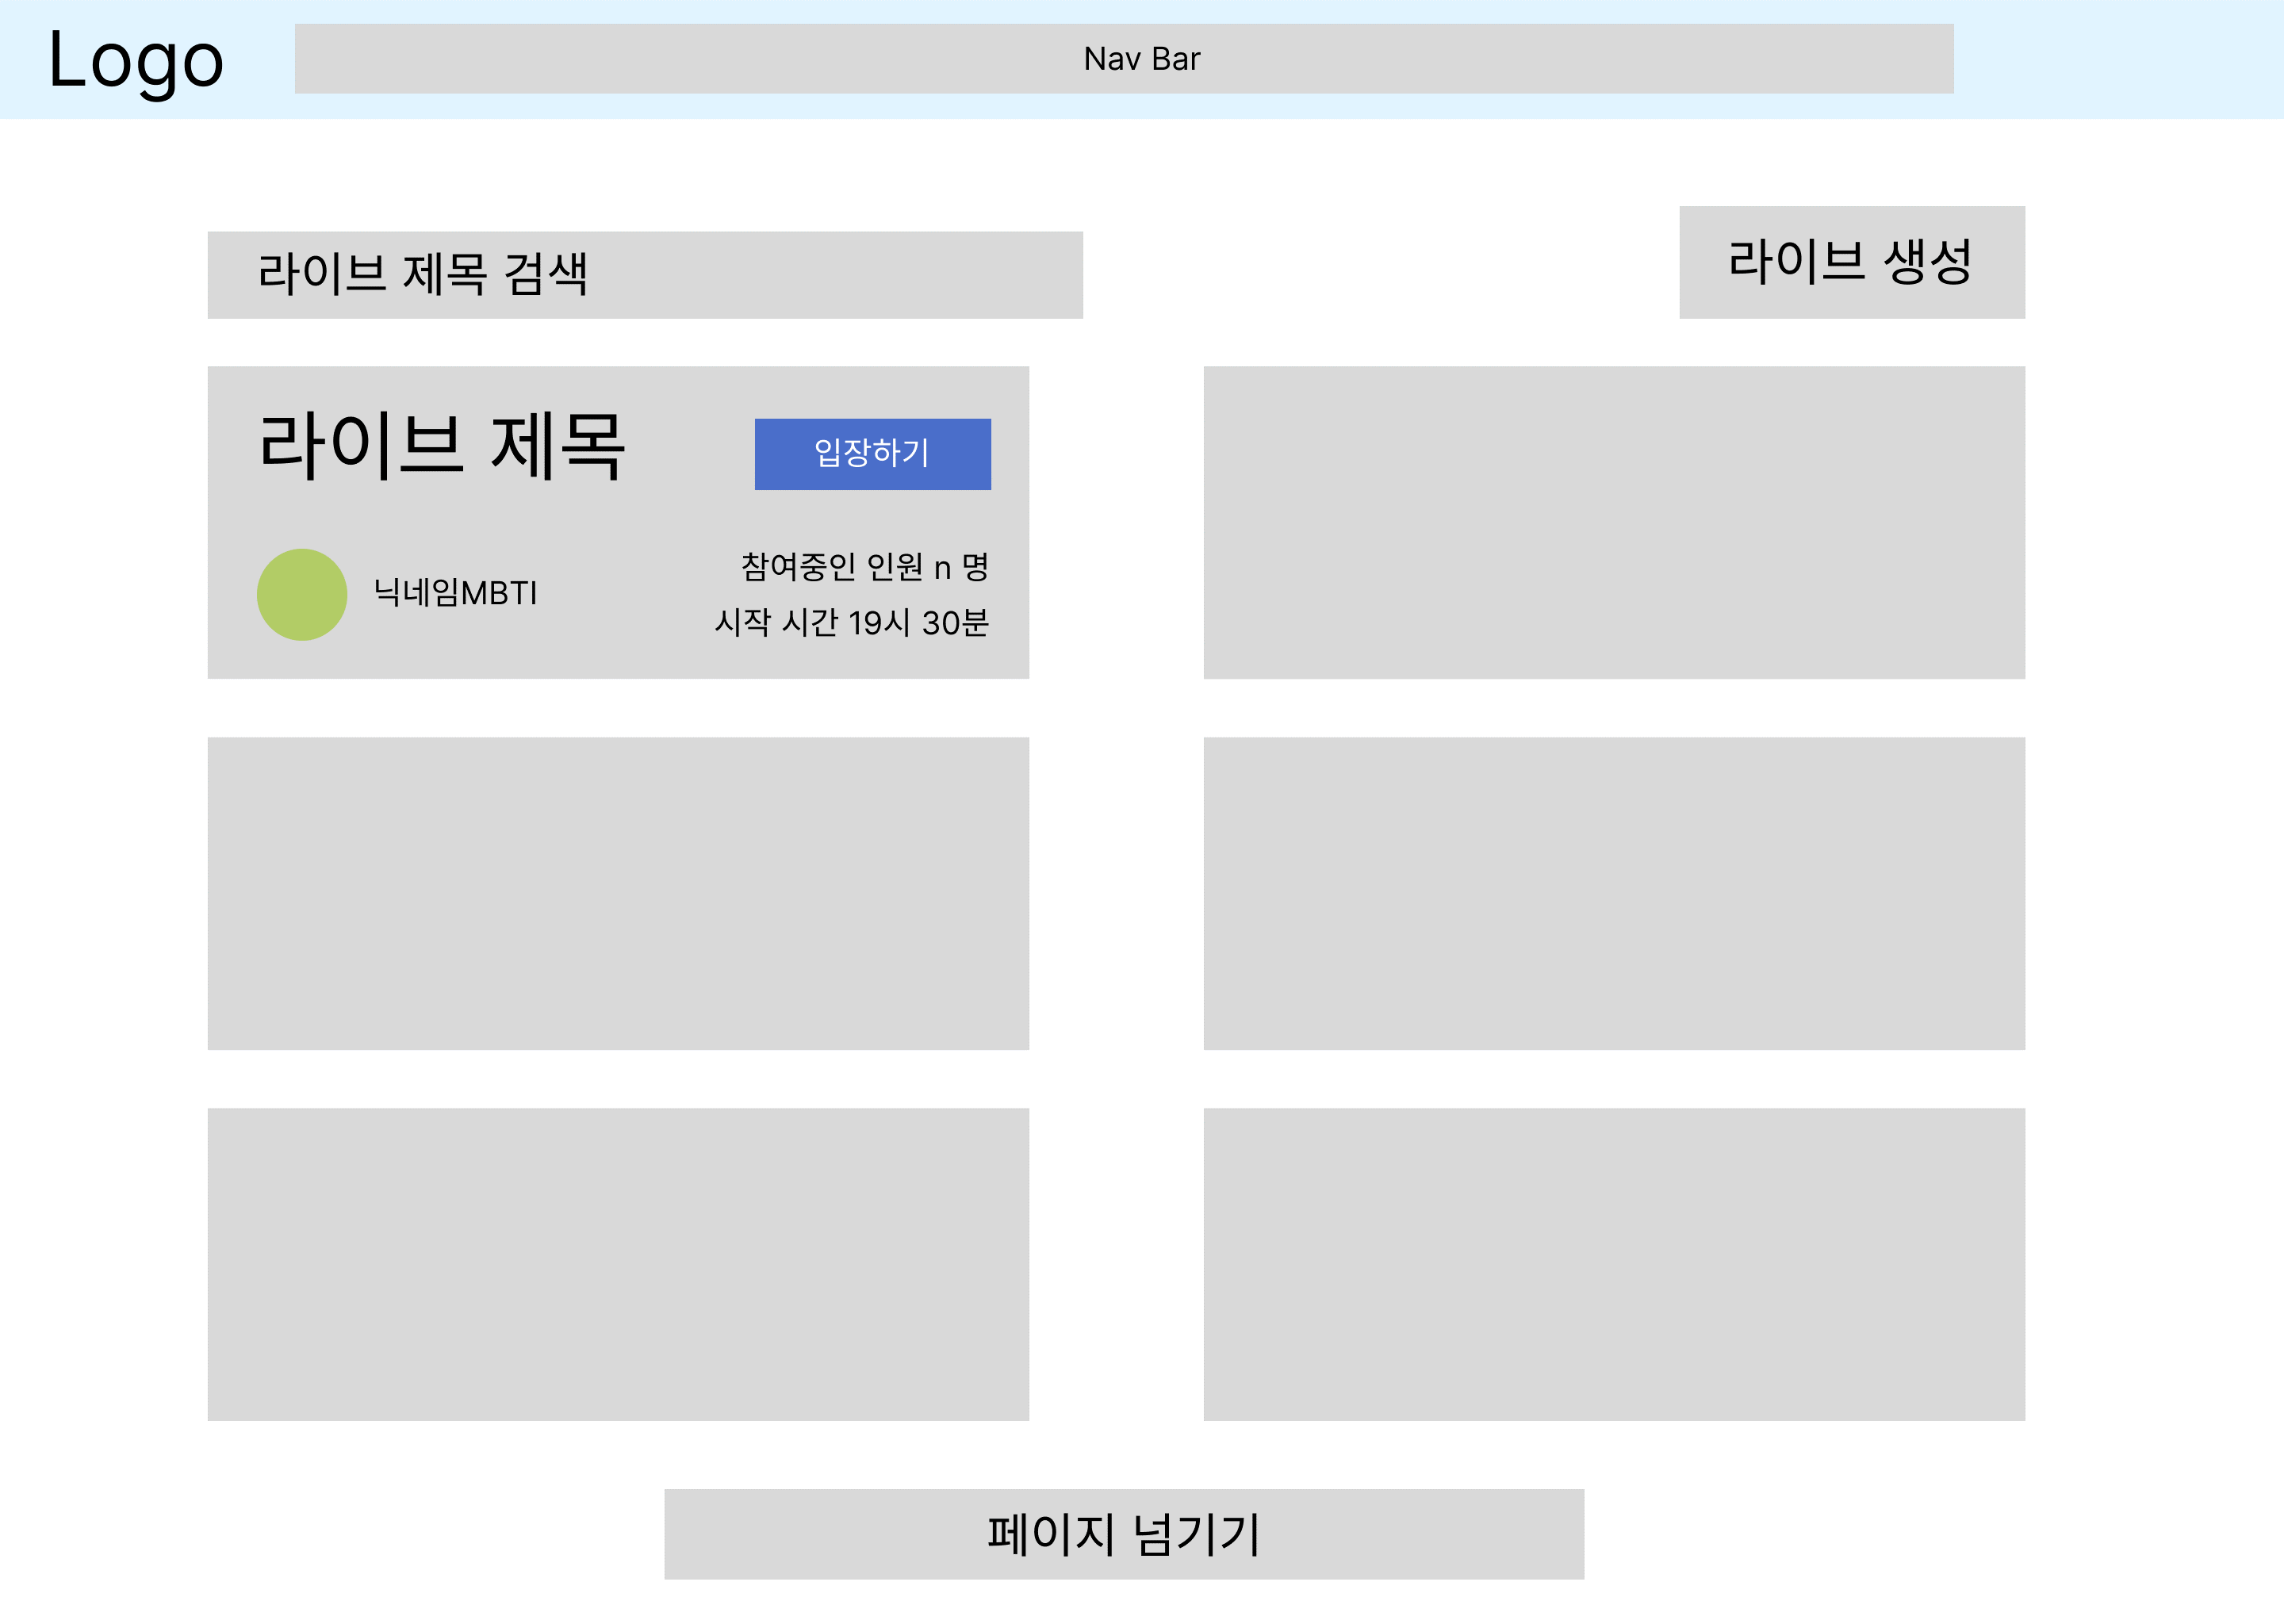 Logo
Nav Bar
라이브 제목 검색
라이브 생성
라이브 제목
입장하기
닉네임MBTI
참여중인 인원 n 명
시작 시간 19시 30분
페이지 넘기기